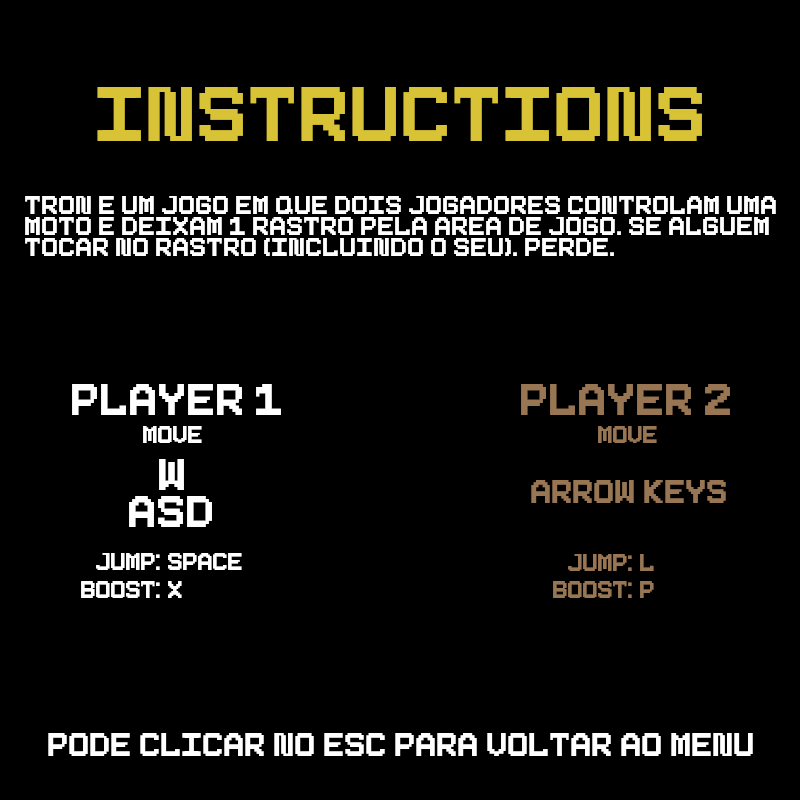 INSTRUCTIONS
TRON E UM JOGO EM QUE DOIS JOGADORES CONTROLAM UMA
MOTO E DEIXAM 1 RASTRO PELA AREA DE JOGO. SE ALGUEM
TOCAR NO RASTRO (INCLUINDO O SEU). PERDE.
PLAYER 1
MOVE
W
ASD
JUMP: SPACE
BOOST: X
PLAYER 2
MOVE
ARROW KEYS
JUMP: L
BOOST: P
PODE CLICAR NO ESC PARA VOLTAR AO MENU